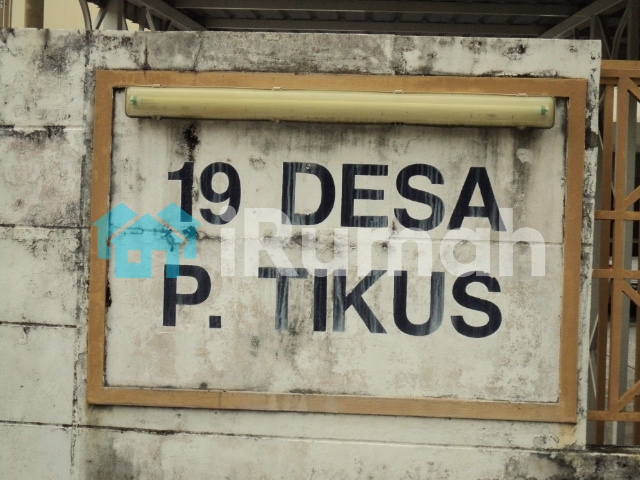 19 DESA
iRumah
P. TIKUS